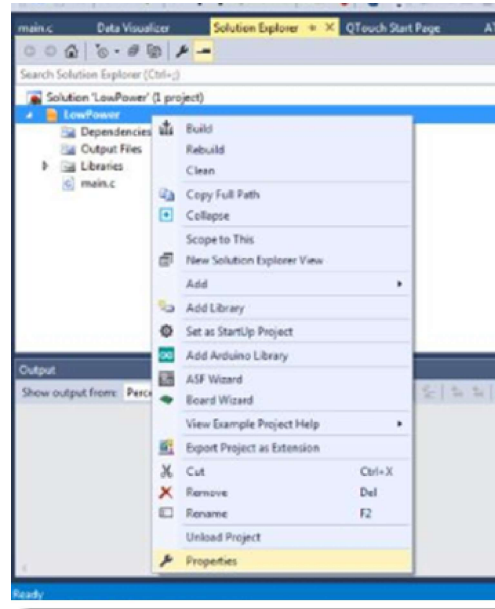 main.c Data Visualizer Solution Explorer QTouch Start Page
Search Solution Explorer (Ctrl+;)
Solution 'LowPower' (1 project)
LowPower
Dependencies
Output Files
Libraries
main.c
Build
Rebuild
Clean
Copy Full Path
Collapse
Scope to This
New Solution Explorer View
Add
Add Library
Set as StartUp Project
Add Arduino Library
ASF Wizard
Board Wizard
View Example Project Help
Export Project as Extension
Cut Ctrl+X
Remove Del
Rename F2
Unload Project
Properties
Output
Show output from: Perce
Ready